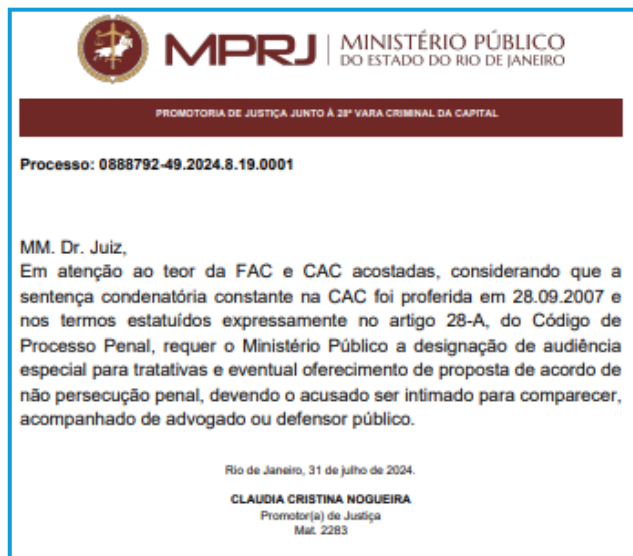 MPRJ MINISTÉRIO PÚBLICO
DO ESTADO DO RIO DE JANEIRO
PROMOTORIA DE JUSTIÇA JUNTO À 28ª VARA CRIMINAL DA CAPITAL
Processo: 0888792-49.2024.8.19.0001
MM. Dr. Juiz,
Em atenção ao teor da FAC e CAC acostadas, considerando que a
sentença condenatória constante na CAC foi proferida em 28.09.2007 e
nos termos estatuídos expressamente no artigo 28-A, do Código de
Processo Penal, requer o Ministério Público a designação de audiência
especial para tratativas e eventual oferecimento de proposta de acordo de
não persecução penal, devendo o acusado ser intimado para comparecer,
acompanhado de advogado ou defensor público.
Rio de Janeiro, 31 de julho de 2024.
CLAUDIA CRISTINA NOGUEIRA
Promotor(a) de Justiça
Mat. 2283